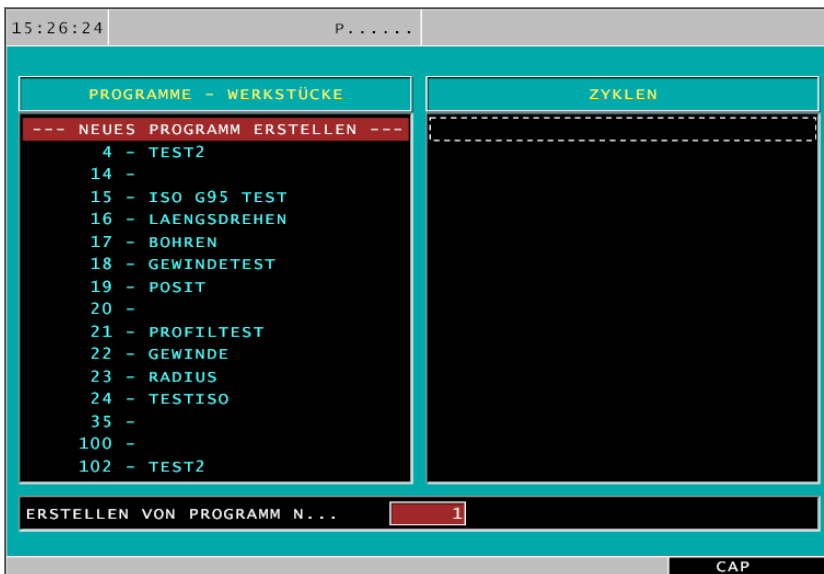 15:26:24 P......
PROGRAMME - WERKSTÜCKE
ZYKLEN
--- NEUES PROGRAMM ERSTELLEN ---
4 - TEST2
14 -
15 - ISO G95 TEST
16 - LAENGSDREHEN
17 - BOHREN
18 - GEWINDETEST
19 - POSIT
20 -
21 - PROFILTEST
22 - GEWINDE
23 - RADIUS
24 - TESTISO
35 -
100 -
102 - TEST2
ERSTELLEN VON PROGRAMM N... 1
CAP